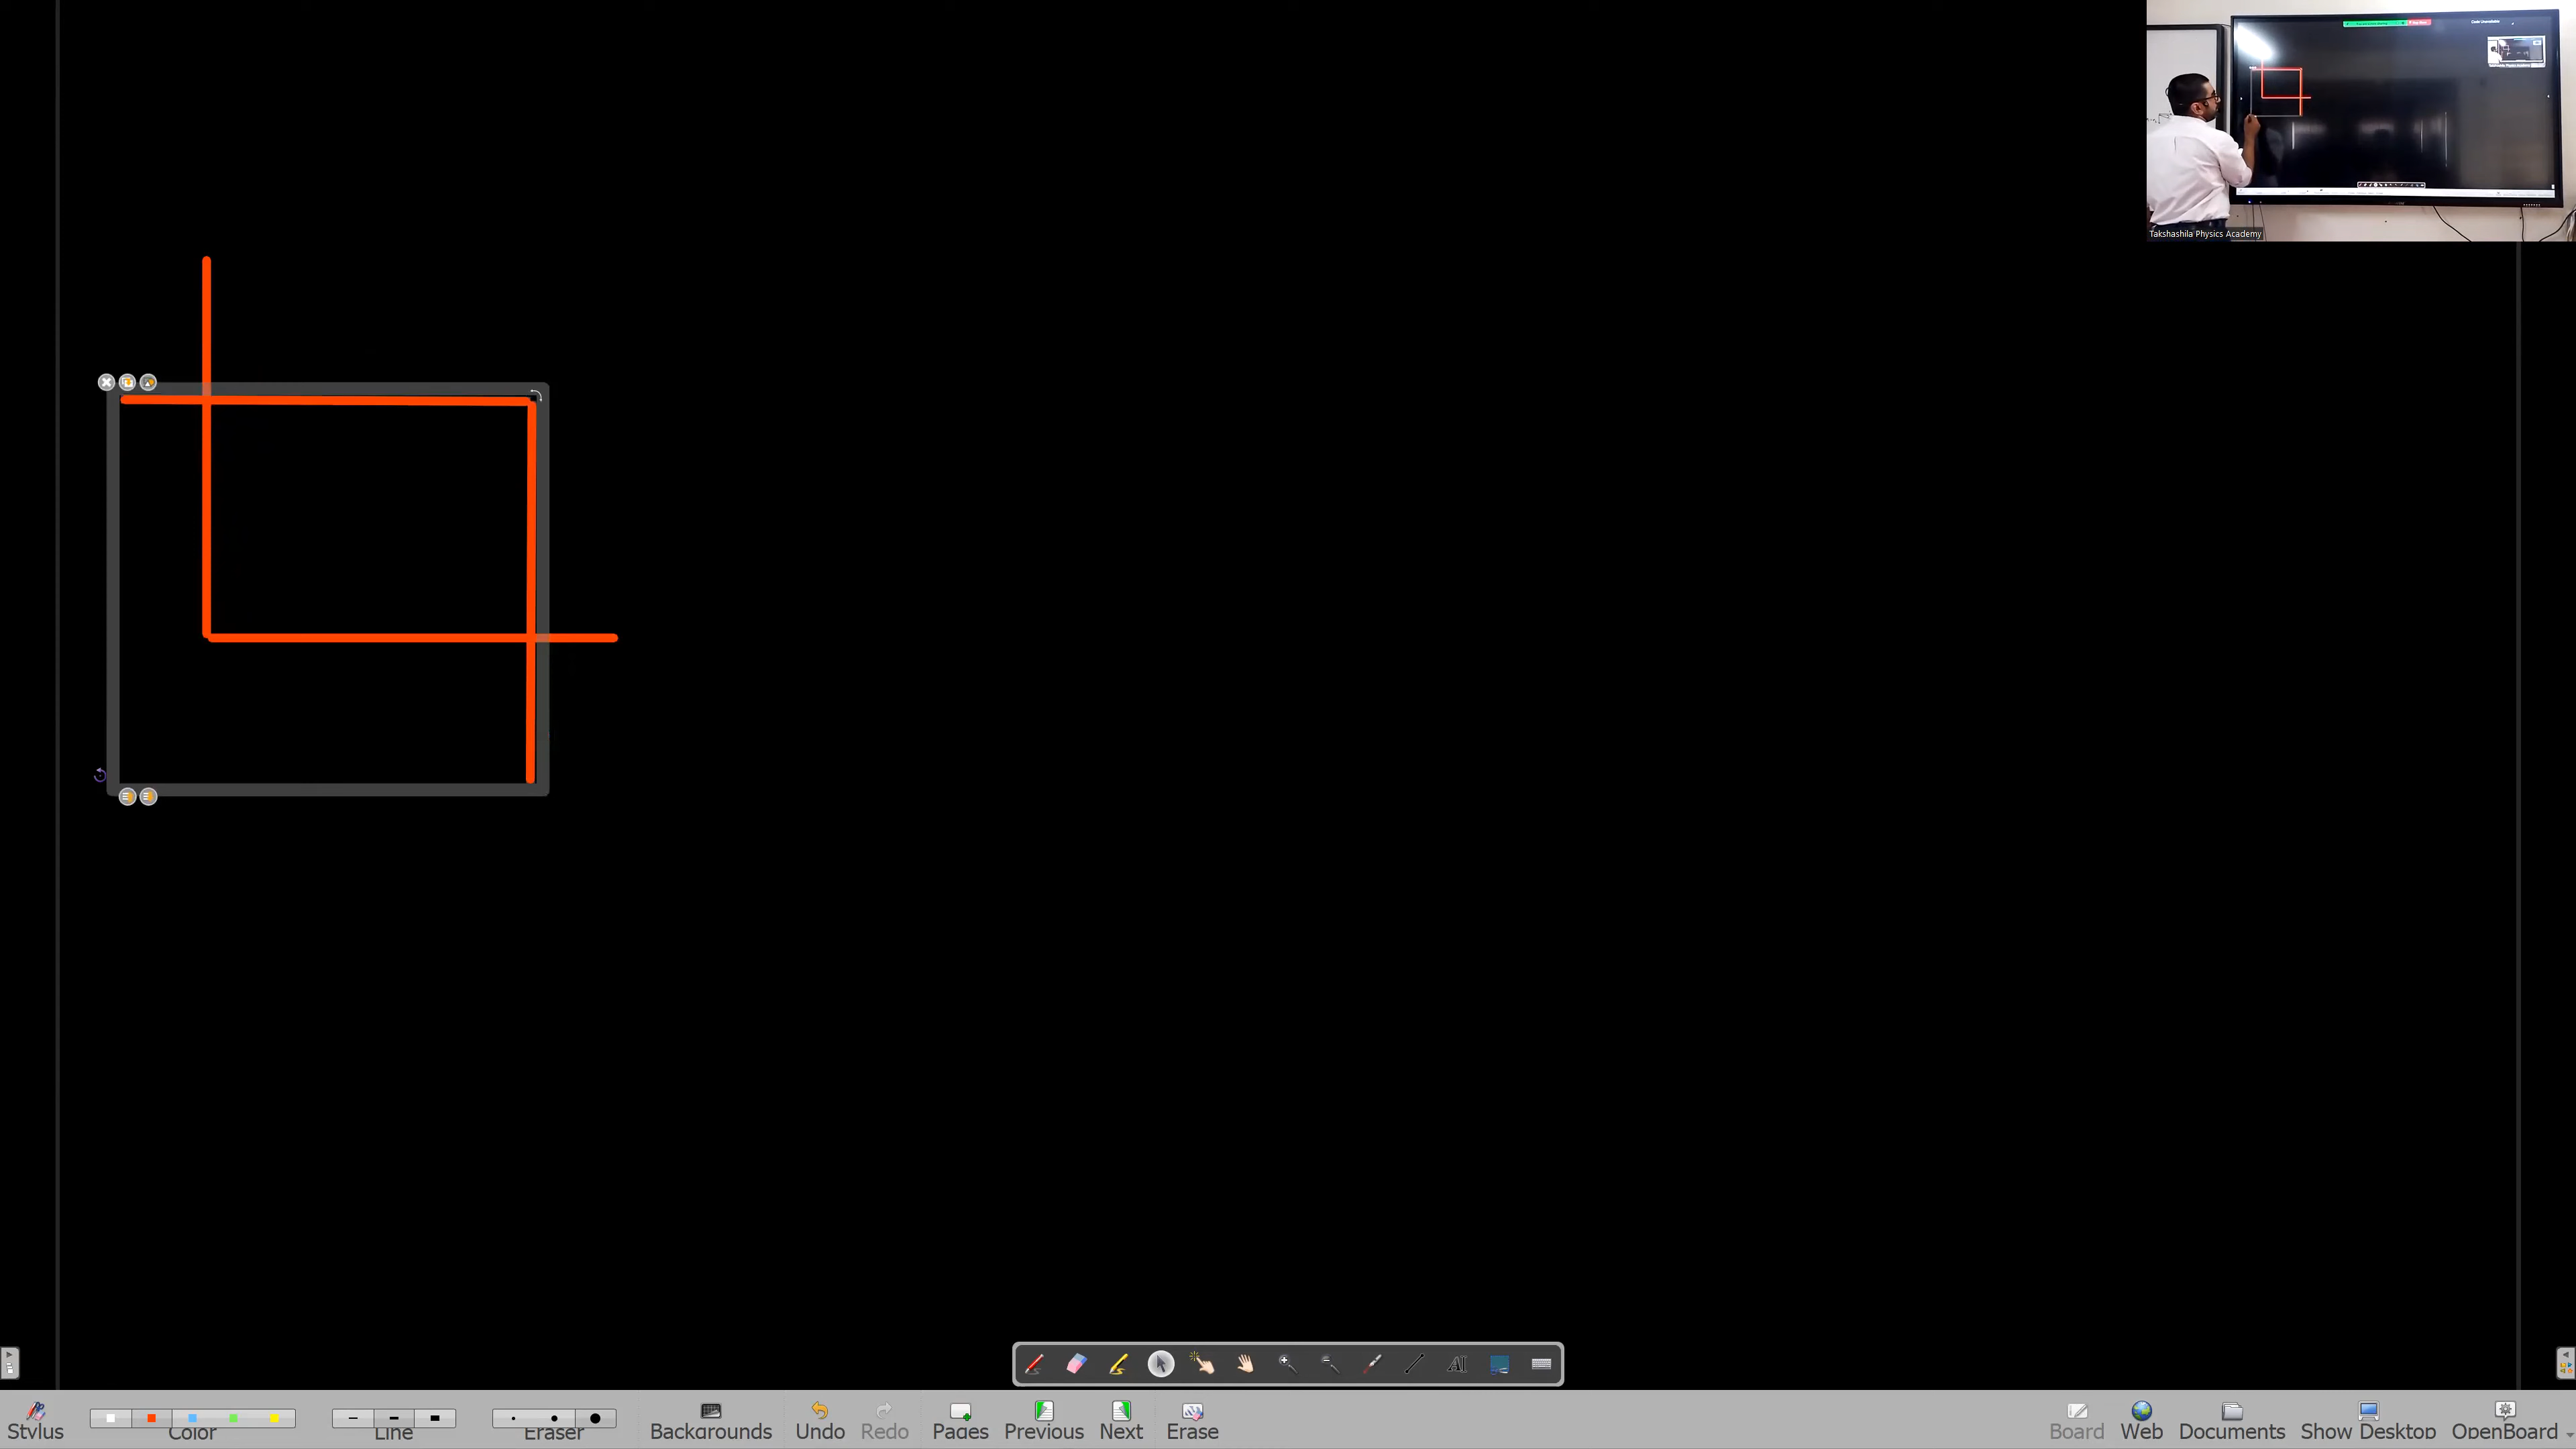 Takshashila Physics Academy
Stylus
Color
Line
Eraser
Backgrounds
Undo
Redo
Pages
Previous
Next
Erase
Board
Web
Documents
Show Desktop
OpenBoard